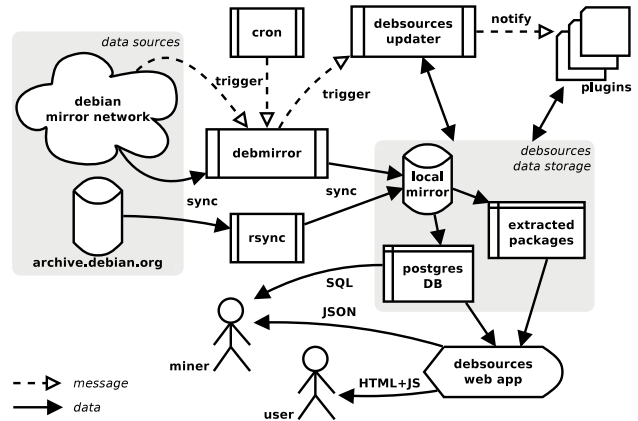 data sources
cron
debsources
updater
notify
plugins
trigger
trigger
debian
mirror network
debmirror
debsources
data storage
local
mirror
sync
sync
archive.debian.org
rsync
extracted
packages
postgres
DB
SQL
JSON
miner
debsources
web app
HTML+JS
user
message
data